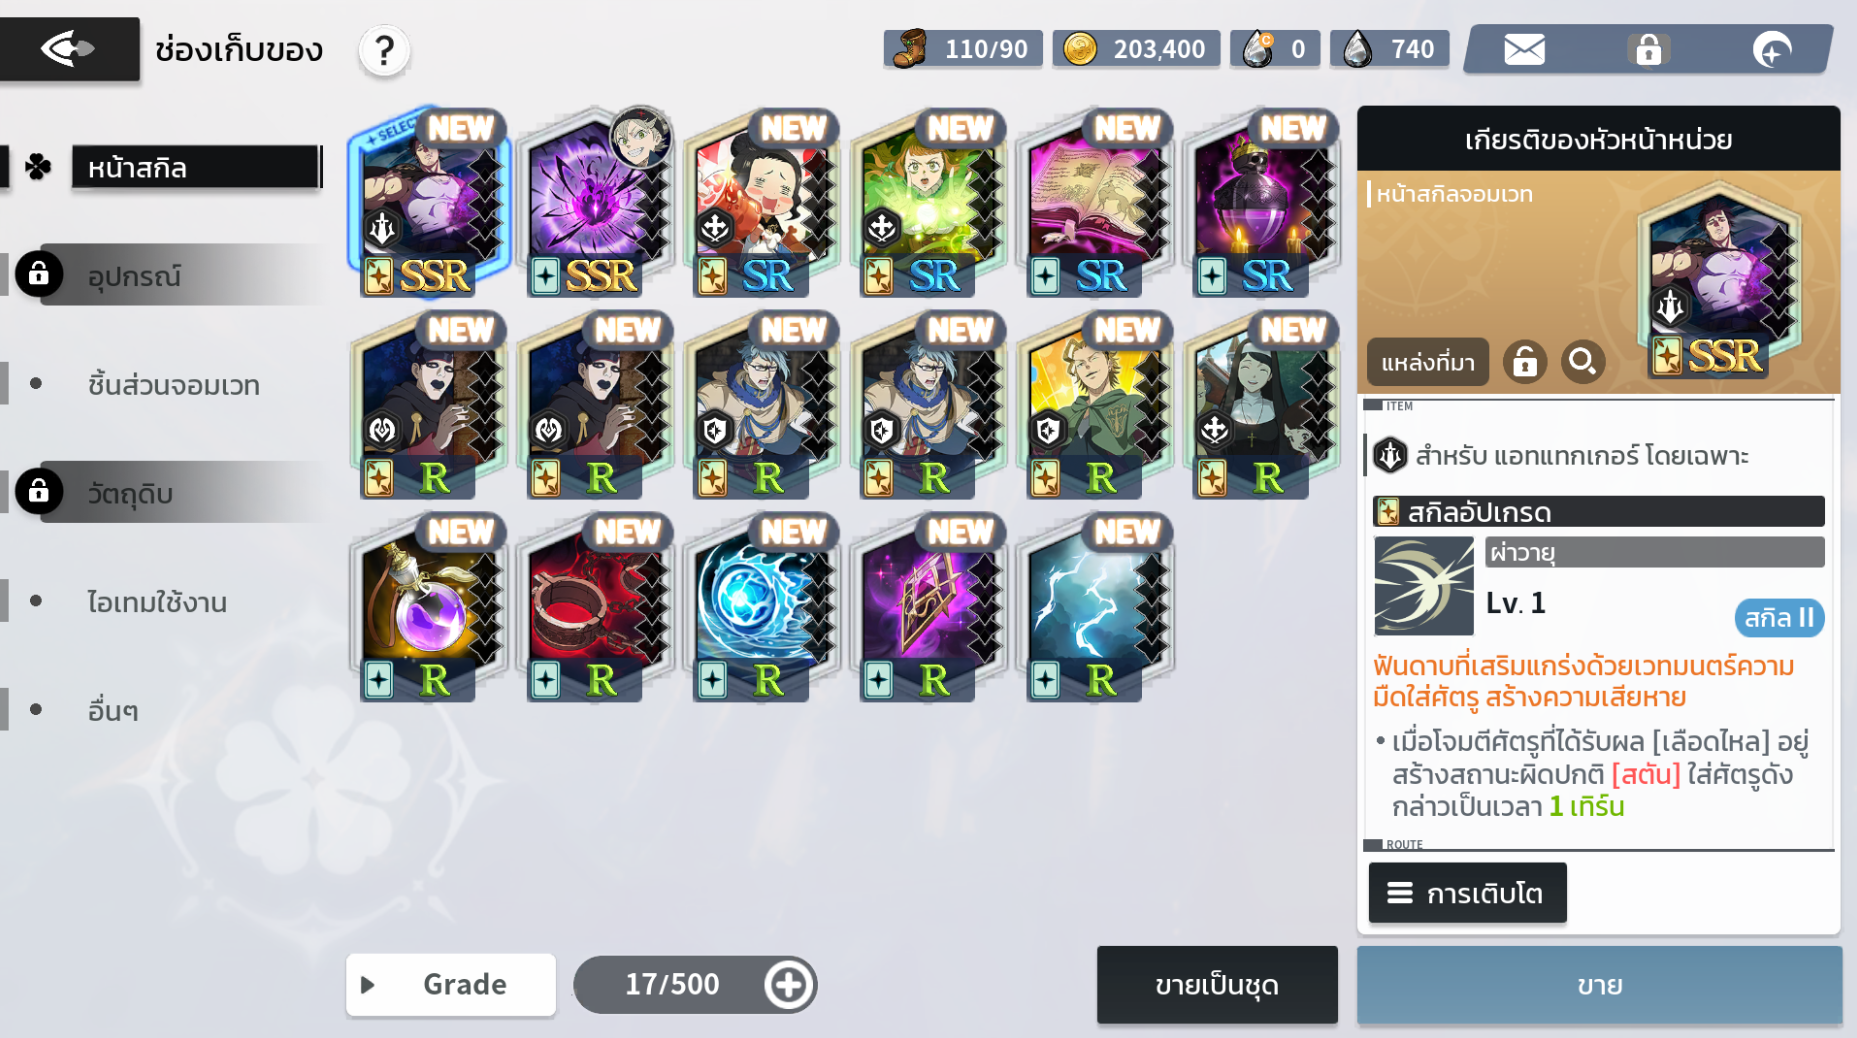 ช่องเก็บของ
?
110/90
203,400
0
740
หน้าสกิล
อุปกรณ์
ชิ้นส่วนจอมเวท
วัตถุดิบ
ไอเทมใช้งาน
อื่นๆ
SELECT NEW NEW NEW NEW NEW
SSR SSR SR SR SR SR
NEW NEW NEW NEW NEW NEW
R R R R R R
NEW NEW NEW NEW NEW
R R R R R
Grade
17/500
ขายเป็นชุด
เกียรติของหัวหน้าหน่วย
หน้าสกิลจอมเวท
SSR
แหล่งที่มา
ITEM
สำหรับ แอทแทกเกอร์ โดยเฉพาะ
สกิลอัปเกรด
ผ่าวายุ
Lv. 1
สกิล II
ฟันดาบที่เสริมแกร่งด้วยเวทมนตร์ความ
มืดใส่ศัตรู สร้างความเสียหาย
• เมื่อโจมตีศัตรูที่ได้รับผล [เลือดไหล] อยู่
สร้างสถานะผิดปกติ [สตัน] ใส่ศัตรูดัง
กล่าวเป็นเวลา 1 เทิร์น
ROUTE
การเติบโต
ขาย